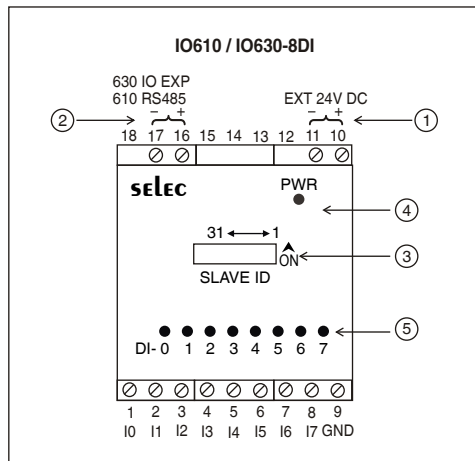 IO610 / IO630-8DI
630 IO EXP
610 RS485
EXT 24V DC
2
− +
− +
1
18 17 16 15 14 13 12 11 10
selec
PWR
4
31 1
ON
3
SLAVE ID
5
DI- 0 1 2 3 4 5 6 7
1 2 3 4 5 6 7 8 9
I0 I1 I2 I3 I4 I5 I6 I7 GND